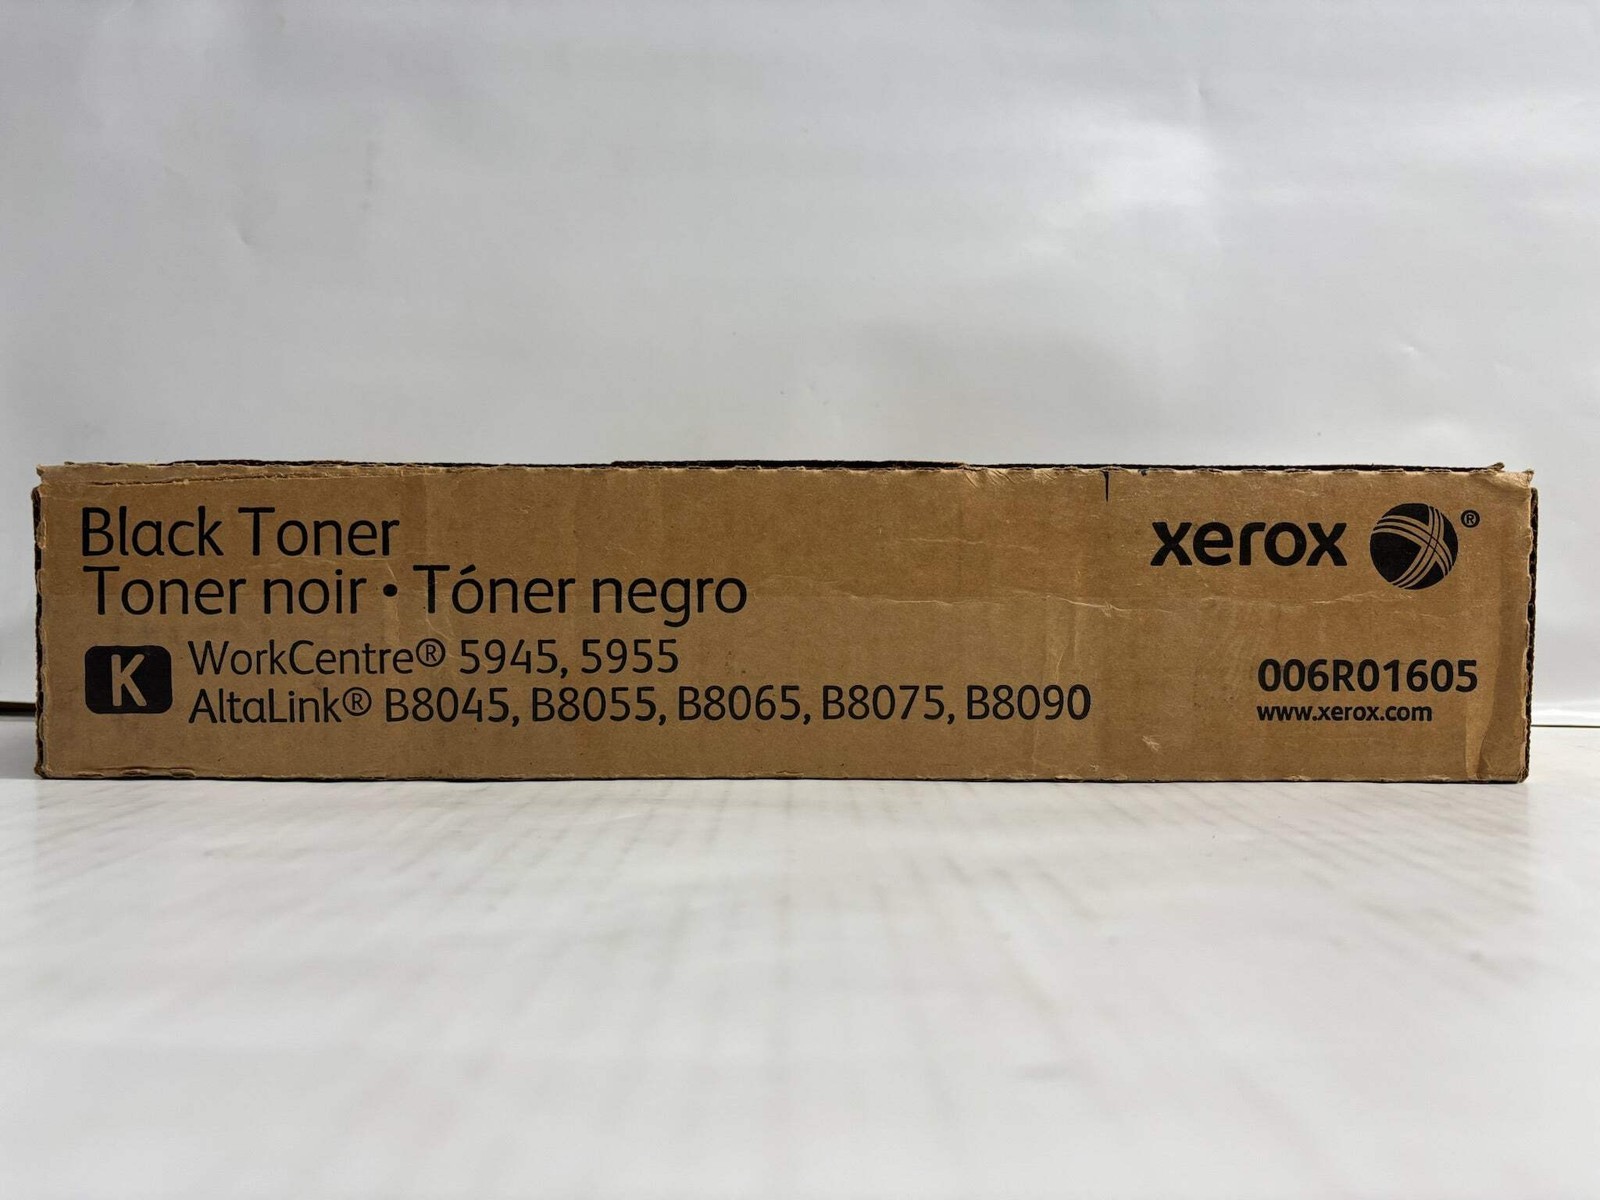 Black Toner
Toner noir • Tóner negro
K
WorkCentre® 5945, 5955
AltaLink® B8045, B8055, B8065, B8075, B8090
xerox ®
006R01605
www.xerox.com